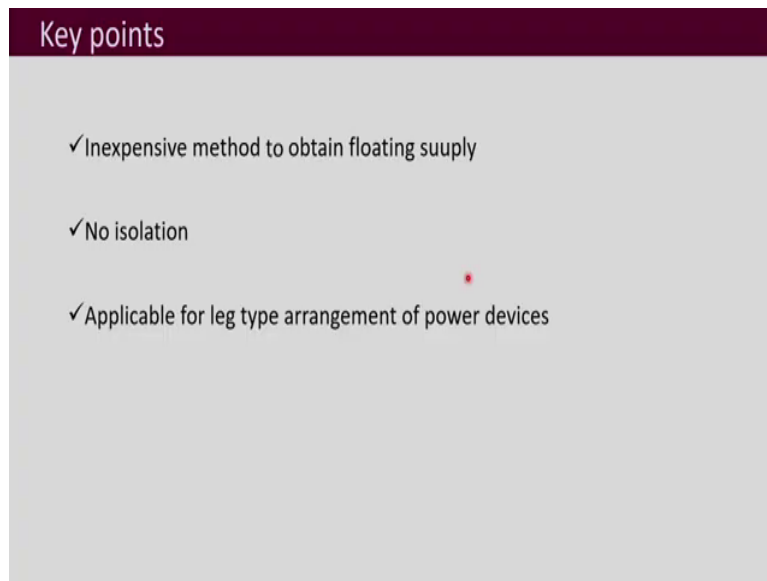 Key points
✓Inexpensive method to obtain floating suuply
✓No isolation
✓Applicable for leg type arrangement of power devices